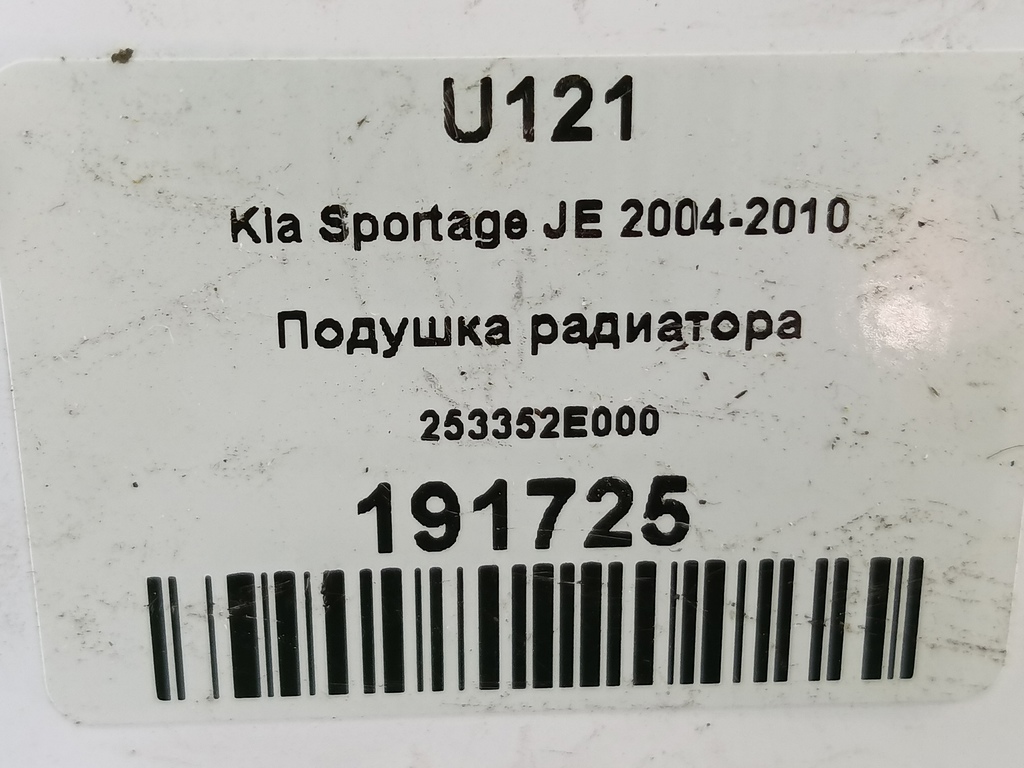 U121
Kia Sportage JE 2004-2010
Подушка радиатора
253352E000
191725